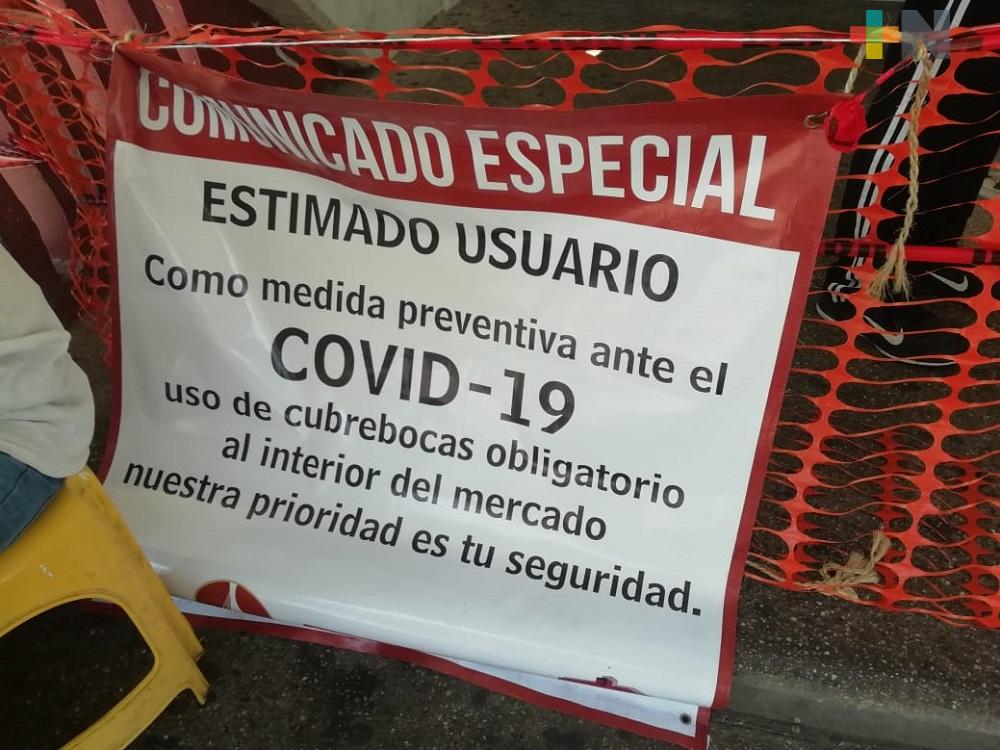 COMUNICADO ESPECIAL
ESTIMADO USUARIO
Como medida preventiva ante el
COVID-19
uso de cubrebocas obligatorio
al interior del mercado
nuestra prioridad es tu seguridad.